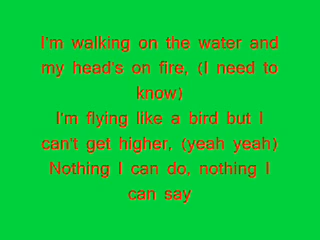 I'm walking on the water and
my head's on fire, (I need to
know)
I'm flying like a bird but I
can't get higher, (yeah yeah)
Nothing I can do, nothing I
can say